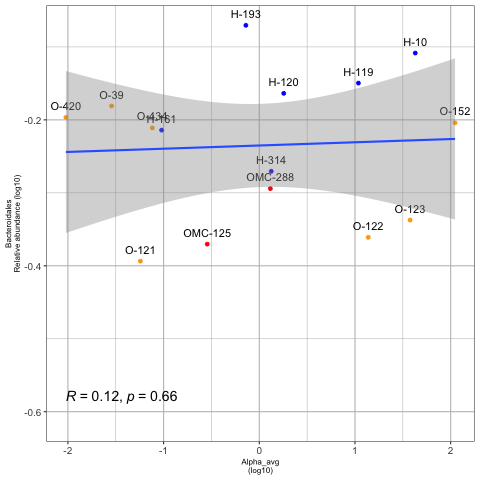 H-193
H-10
H-119
H-120
O-39
O-420
O-434
H-161
O-152
-0.2
H-314
OMC-288
O-123
O-122
OMC-125
O-121
-0.4
R = 0.12, p = 0.66
-0.6
-2 -1 0 1 2
Alpha_avg
(log10)
Bacteroidales
Relative abundance (log10)